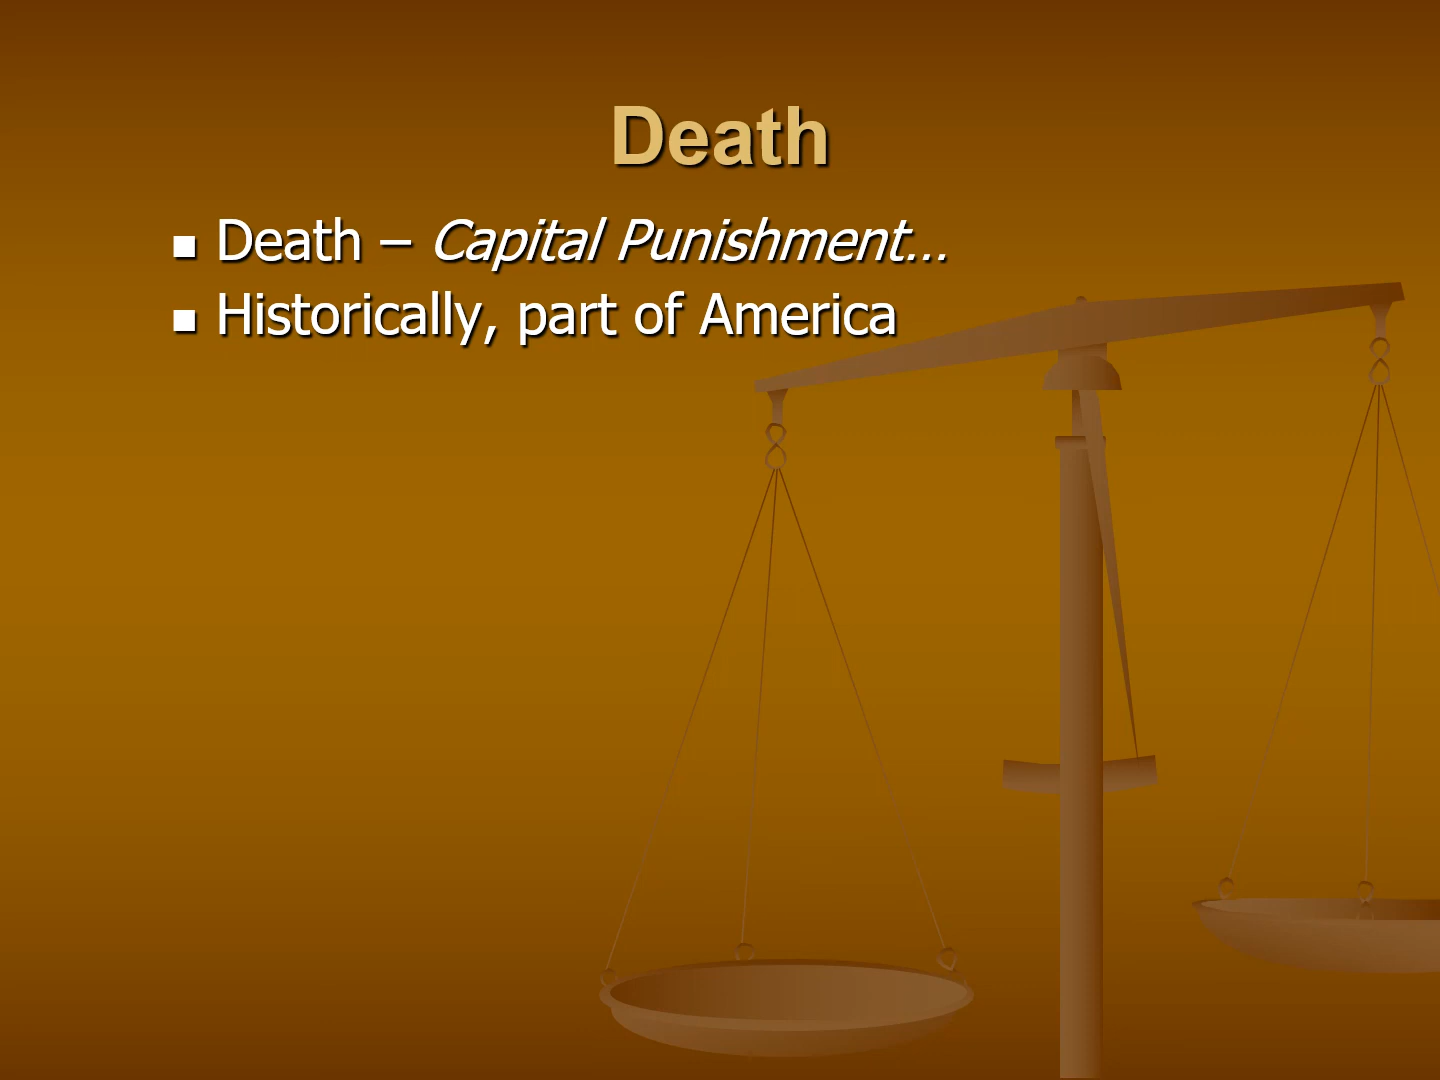 Death
■ Death – Capital Punishment…
■ Historically, part of America